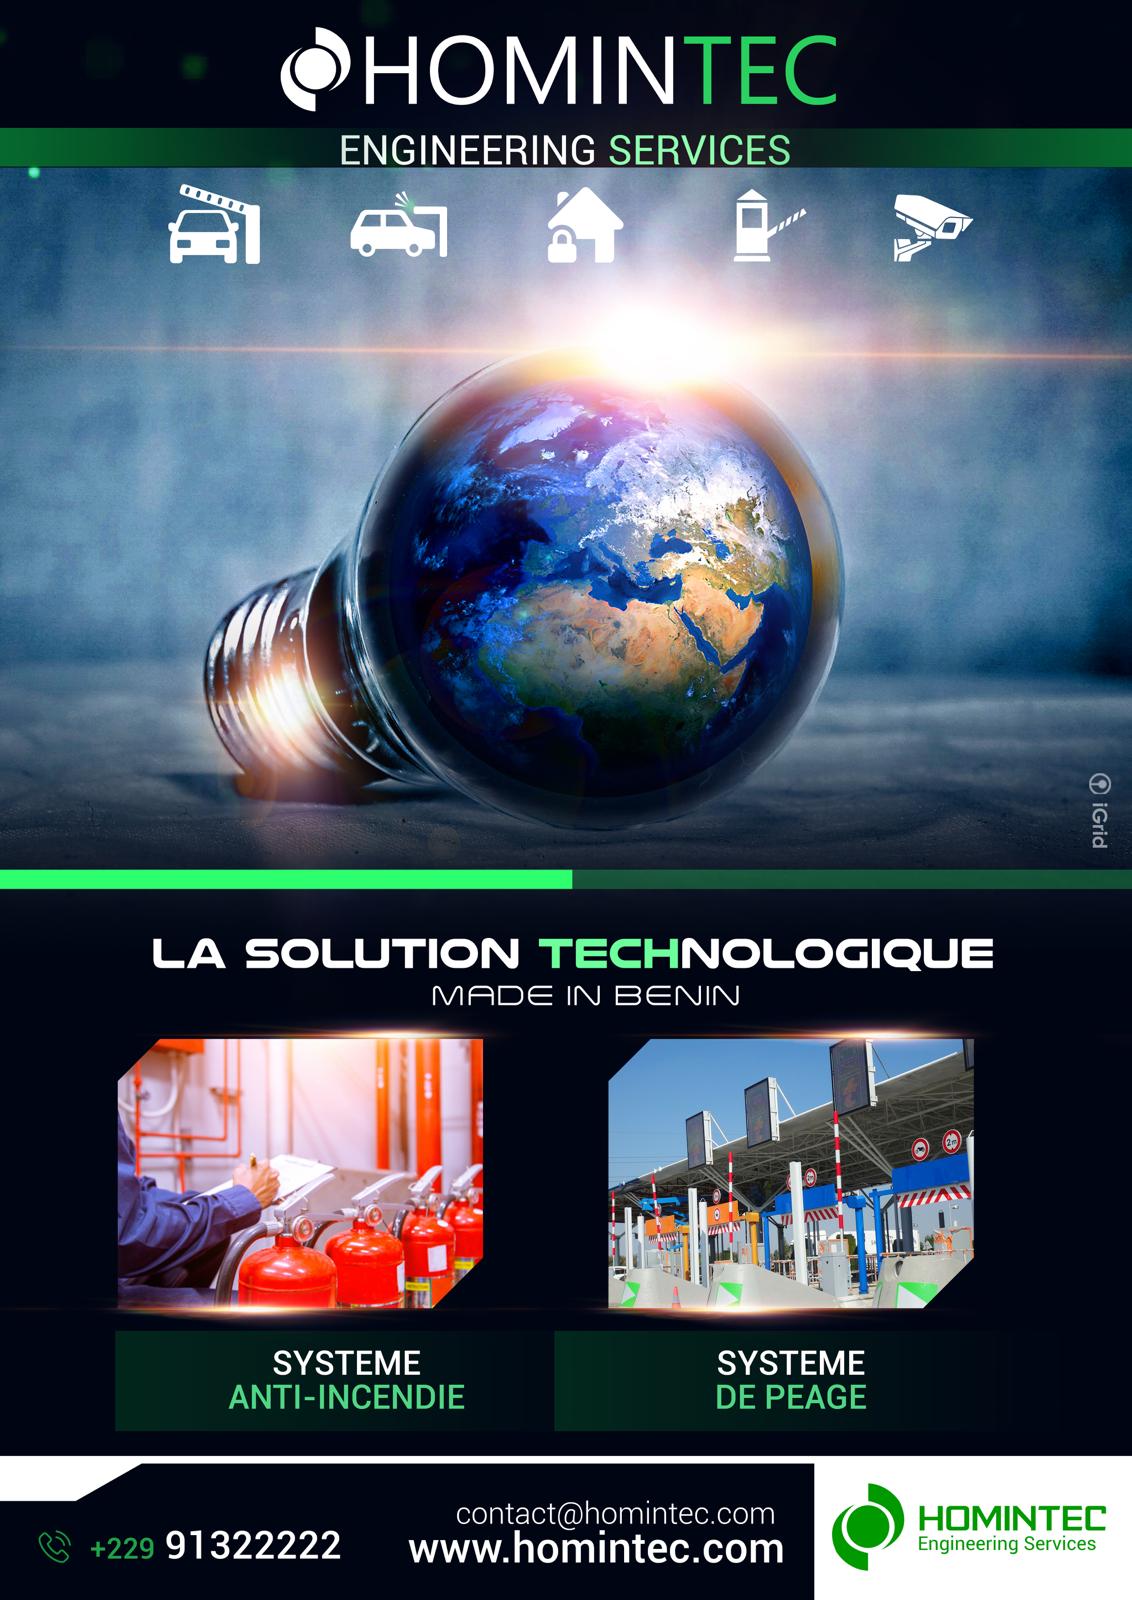 HOMINTEC
ENGINEERING SERVICES
iGrid
LA SOLUTION TECHNOLOGIQUE
MADE IN BENIN
SYSTEME
ANTI-INCENDIE
SYSTEME
DE PEAGE
+229 91322222
contact@homintec.com
www.homintec.com
HOMINTEC
Engineering Services